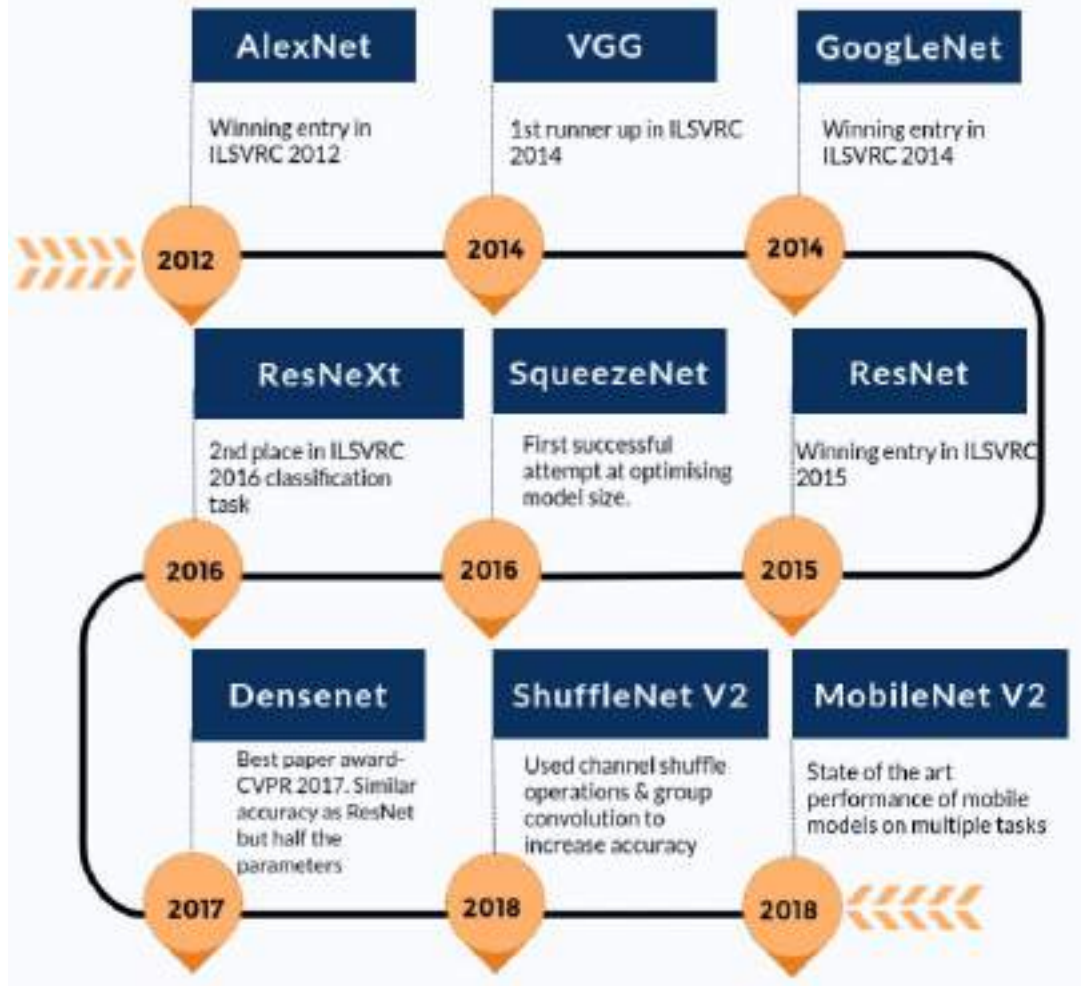 AlexNet
Winning entry in
ILSVRC 2012
2012
VGG
1st runner up in ILSVRC
2014
2014
GoogLeNet
Winning entry in
ILSVRC 2014
2014
ResNeXt
2nd place in ILSVRC
2016 classification
task
2016
SqueezeNet
First successful
attempt at optimising
model size.
2016
ResNet
Winning entry in ILSVRC
2015
2015
Densenet
Best paper award-
CVPR 2017. Similar
accuracy as ResNet
but half the
parameters
2017
ShuffleNet V2
Used channel shuffle
operations & group
convolution to
increase accuracy
2018
MobileNet V2
State of the art
performance of mobile
models on multiple tasks
2018